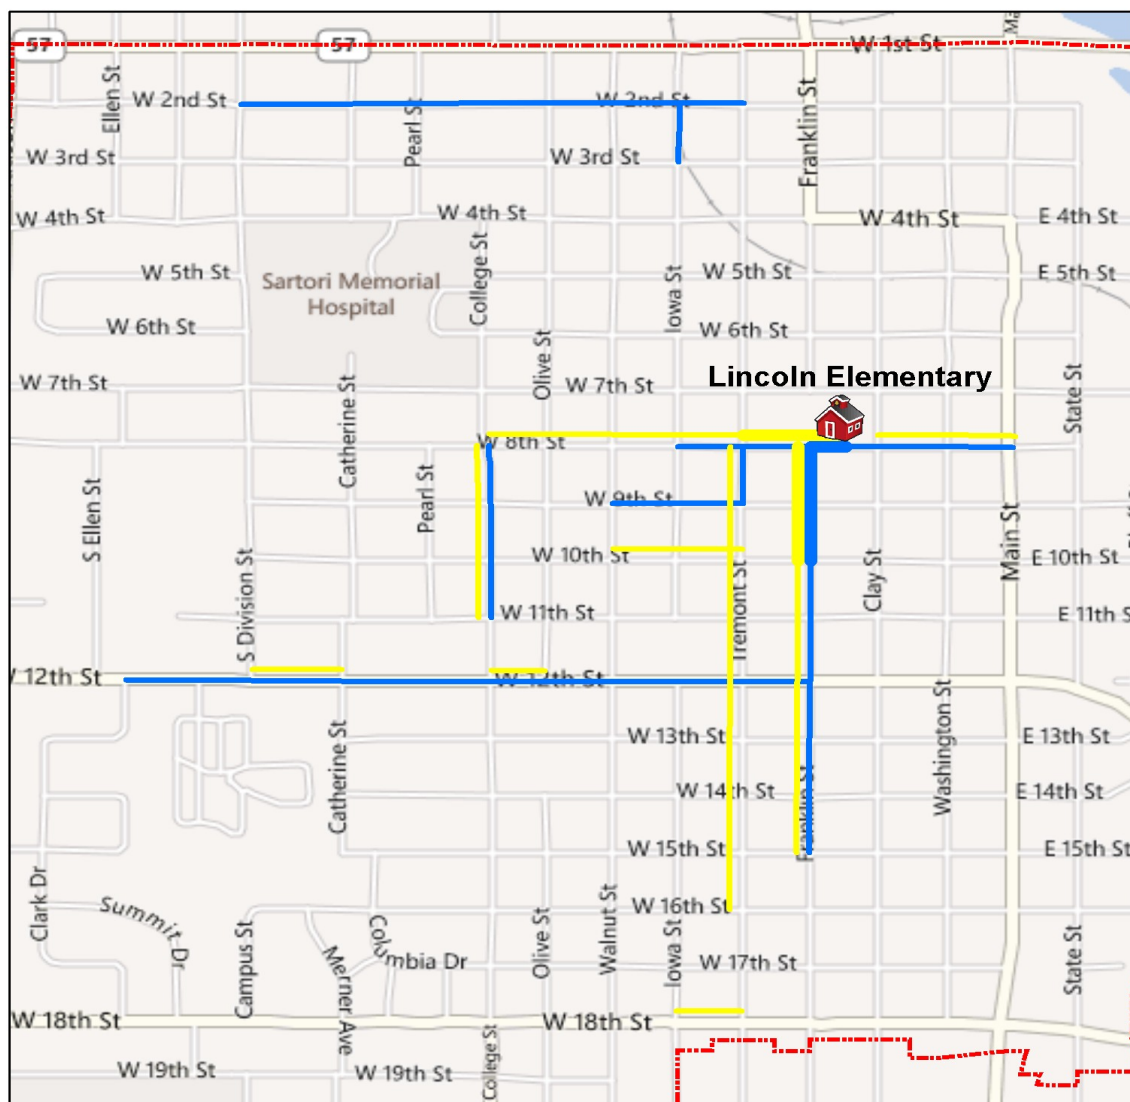 Ma
57
57
W 1st St
Ellen St
W 2nd St
W 2nd St
Pearl St
Franklin St
W 3rd St
W 3rd St
W 4th St
W 4th St
W 4th St
E 4th St
College St
W 5th St
Sartori Memorial
Hospital
Iowa St
W 5th St
E 5th St
W 6th St
W 6th St
Olive St
W 7th St
Catherine St
W 7th St
Lincoln Elementary
State St
W 8th St
S Ellen St
Pearl St
W 9th St
Main St
S Division St
W 10th St
Tremont St
Clay St
E 10th St
W 11th St
E 11th S
W 12th St
W 12th St
Catherine St
W 13th St
Washington St
E 13th St
W 14th St
Franklin St
E 14th St
W 15th St
E 15th St
Clark Dr
Summit Dr
Campus St
Merner Ave
Columbia Dr
Olive St
Walnut St
W 16th St
Iowa St
W 17th St
State St
W 18th St
W 18th St
College St
W 19th St
W 19th St